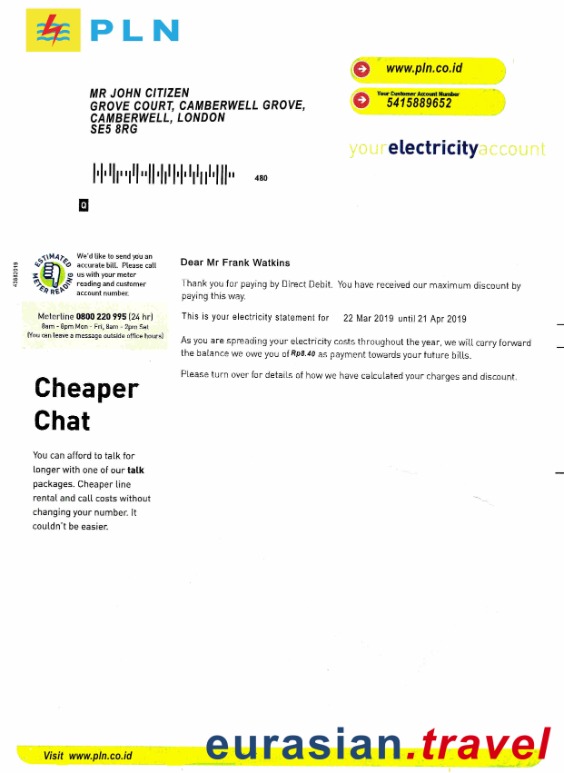 PLN
www.pln.co.id
Your Customer Account Number
5415889652
MR JOHN CITIZEN
GROVE COURT, CAMBERWELL GROVE,
CAMBERWELL, LONDON
SE5 8RG
yourelectricityaccount
480
0
43682019
ESTIMATED
METER READING
We'd like to send you an
accurate bill. Please call
us with your meter
reading and customer
account number.
Meterline 0800 220 995 (24 hr)
8am - 8pm Mon - Fri, 8am - 2pm Sat
(You can leave a message outside office hours)
Dear Mr Frank Watkins
Thank you for paying by Direct Debit. You have received our maximum discount by
paying this way.
This is your electricity statement for 22 Mar 2019 until 21 Apr 2019
As you are spreading your electricity costs throughout the year, we will carry forward
the balance we owe you of Rp8.40 as payment towards your future bills.
Please turn over for details of how we have calculated your charges and discount.
Cheaper
Chat
You can afford to talk for
longer with one of our talk
packages. Cheaper line
rental and call costs without
changing your number. It
couldn't be easier.
Visit www.pln.co.id
eurasian.travel